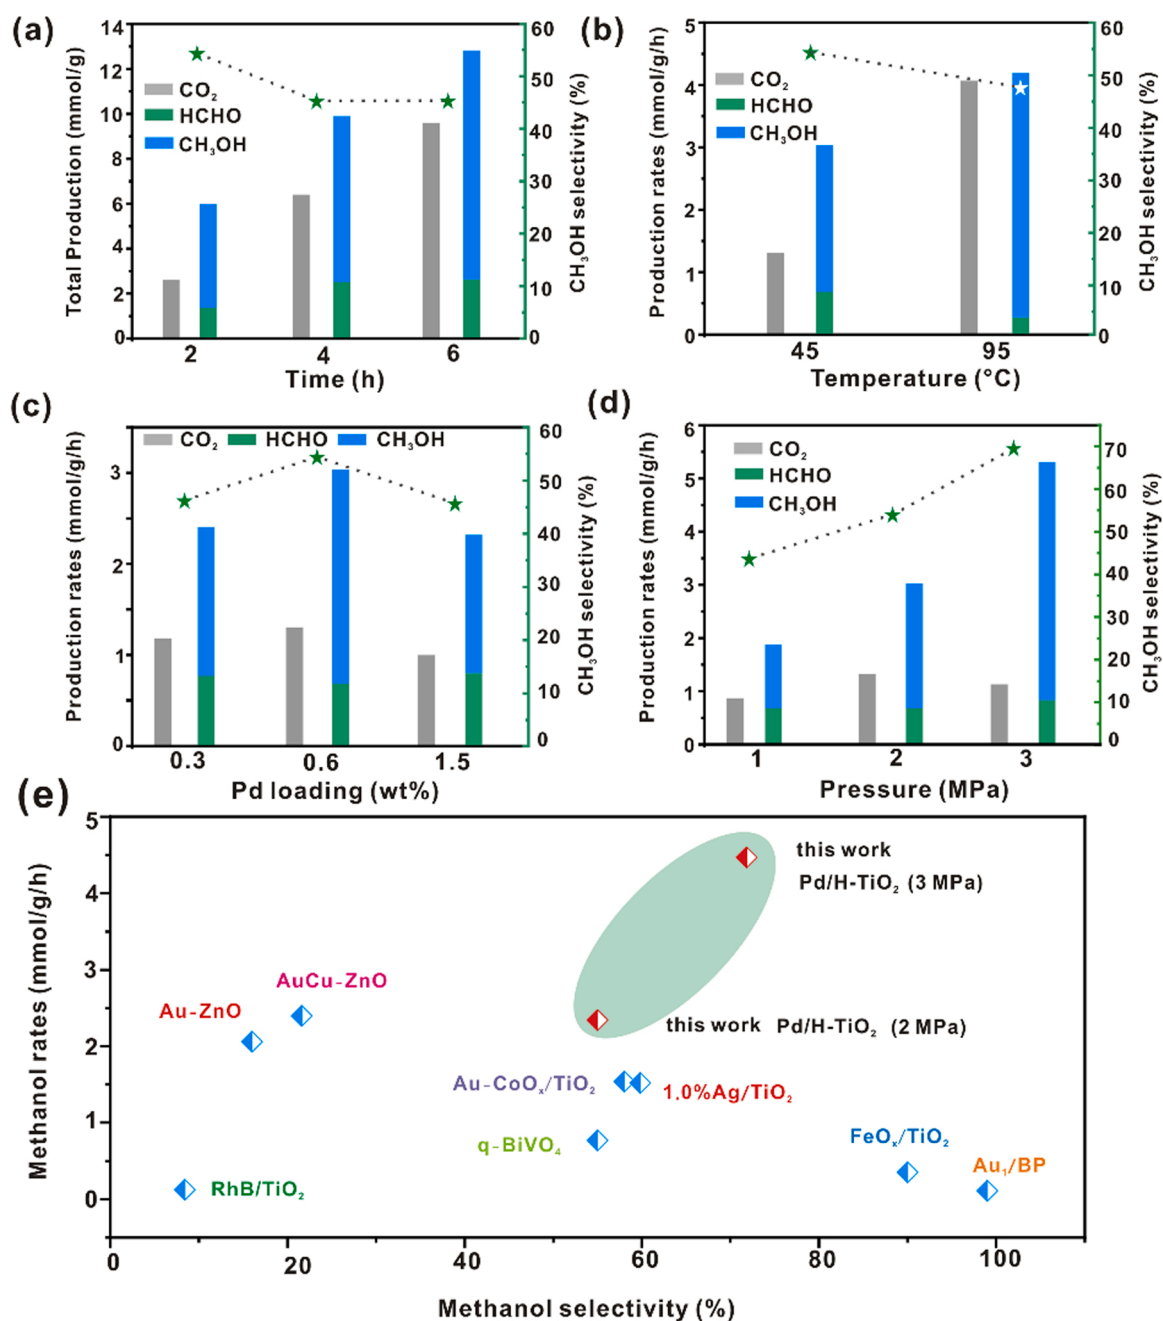 (a)
Total Production (mmol/g)
14
12
10
8
6
4
2
0
CO₂
HCHO
CH₃OH
2
4
6
Time (h)
60
50
40
30
20
10
0
CH₃OH selectivity (%)
(b)
Production rates (mmol/g/h)
5
4
3
2
1
0
CO₂
HCHO
CH₃OH
45
95
Temperature (°C)
60
50
40
30
20
10
0
CH₃OH selectivity (%)
(c)
Production rates (mmol/g/h)
3
2
1
0
CO₂ HCHO CH₃OH
0.3
0.6
1.5
Pd loading (wt%)
60
50
40
30
20
10
0
CH₃OH selectivity (%)
(d)
Production rates (mmol/g/h)
6
5
4
3
2
1
0
CO₂
HCHO
CH₃OH
1
2
3
Pressure (MPa)
70
60
50
40
30
20
10
0
CH₃OH selectivity (%)
(e)
Methanol rates (mmol/g/h)
5
4
3
2
1
0
this work
Pd/H-TiO₂ (3 MPa)
AuCu-ZnO
Au-ZnO
this work Pd/H-TiO₂ (2 MPa)
Au-CoOₓ/TiO₂
1.0%Ag/TiO₂
q-BiVO₄
FeOₓ/TiO₂
Au₁/BP
RhB/TiO₂
0
20
40
60
80
100
Methanol selectivity (%)